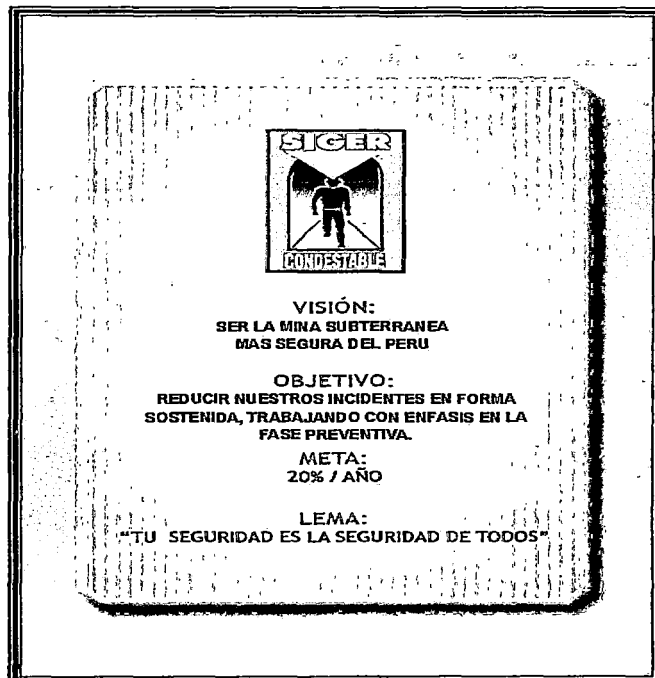 SIGER
CONDESTABLE
VISIÓN:
SER LA MINA SUBTERRANEA
MAS SEGURA DEL PERU
OBJETIVO:
REDUCIR NUESTROS INCIDENTES EN FORMA
SOSTENIDA, TRABAJANDO CON ENFASIS EN LA
FASE PREVENTIVA.
META:
20% / AÑO
LEMA:
"TU SEGURIDAD ES LA SEGURIDAD DE TODOS"